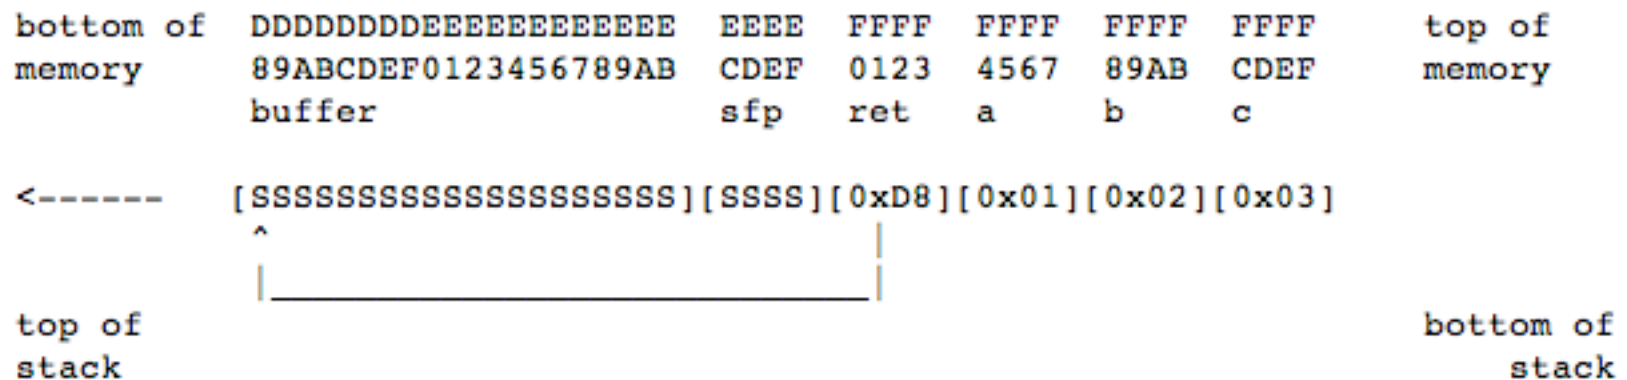 bottom of  DDDDDDDDEEEEEEEEEEEE  EEEE  FFFF  FFFF  FFFF  FFFF     top of
memory     89ABCDEF0123456789AB  CDEF  0123  4567  89AB  CDEF     memory
           buffer                sfp   ret   a     b     c
<------   [SSSSSSSSSSSSSSSSSSSS][SSSS][0xD8][0x01][0x02][0x03]
           ^                            |
           |____________________________|
top of                                                            bottom of
stack                                                                 stack